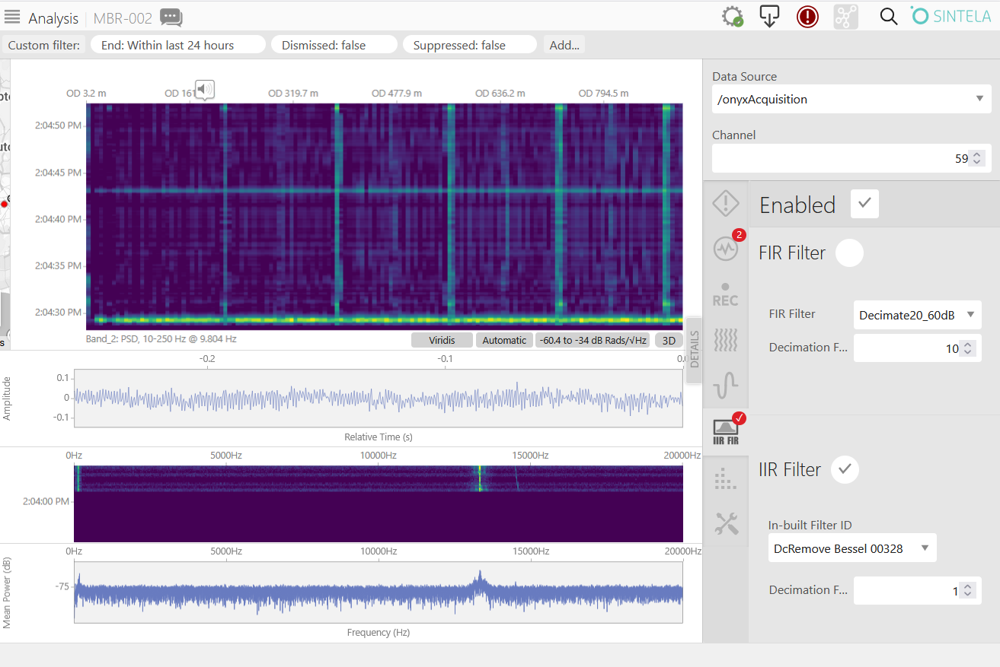 Analysis MBR-002
SINTELA
Custom filter: End: Within last 24 hours Dismissed: false Suppressed: false Add...
OD 3.2 m OD 161 OD 319.7 m OD 477.9 m OD 636.2 m OD 794.5 m
2:04:50 PM
2:04:45 PM
2:04:40 PM
2:04:35 PM
2:04:30 PM
Band_2: PSD, 10-250 Hz @ 9.804 Hz
Viridis Automatic -60.4 to -34 dB Rads/√Hz 3D
DETAILS
-0.2 -0.1 0.
Amplitude
0.1
0
-0.1
Relative Time (s)
0Hz 5000Hz 10000Hz 15000Hz 20000Hz
2:04:00 PM
0Hz 5000Hz 10000Hz 15000Hz 20000Hz
Mean Power (dB)
-75
Frequency (Hz)
Data Source
/onyxAcquisition
Channel
59
Enabled
2
FIR Filter
REC
FIR Filter Decimate20_60dB
Decimation F... 10
IIR FIR
IIR Filter
In-built Filter ID
DcRemove Bessel 00328
Decimation F... 1